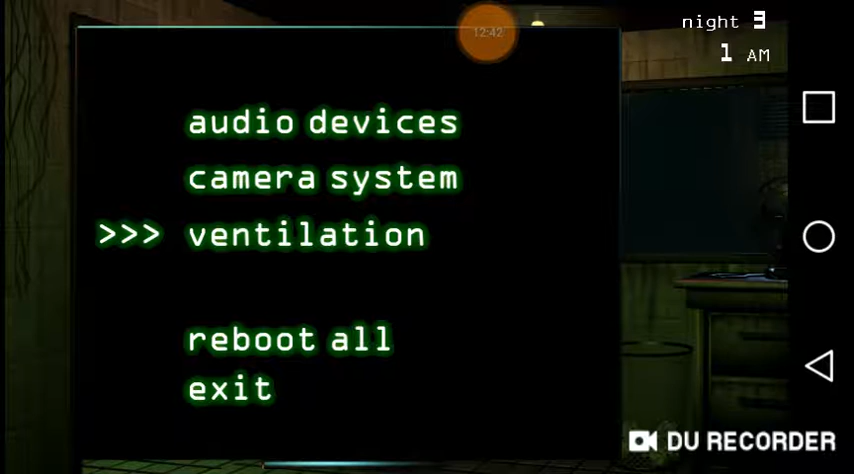 12:42
night 3
1 AM
audio devices
camera system
>>> ventilation
reboot all
exit
DU RECORDER